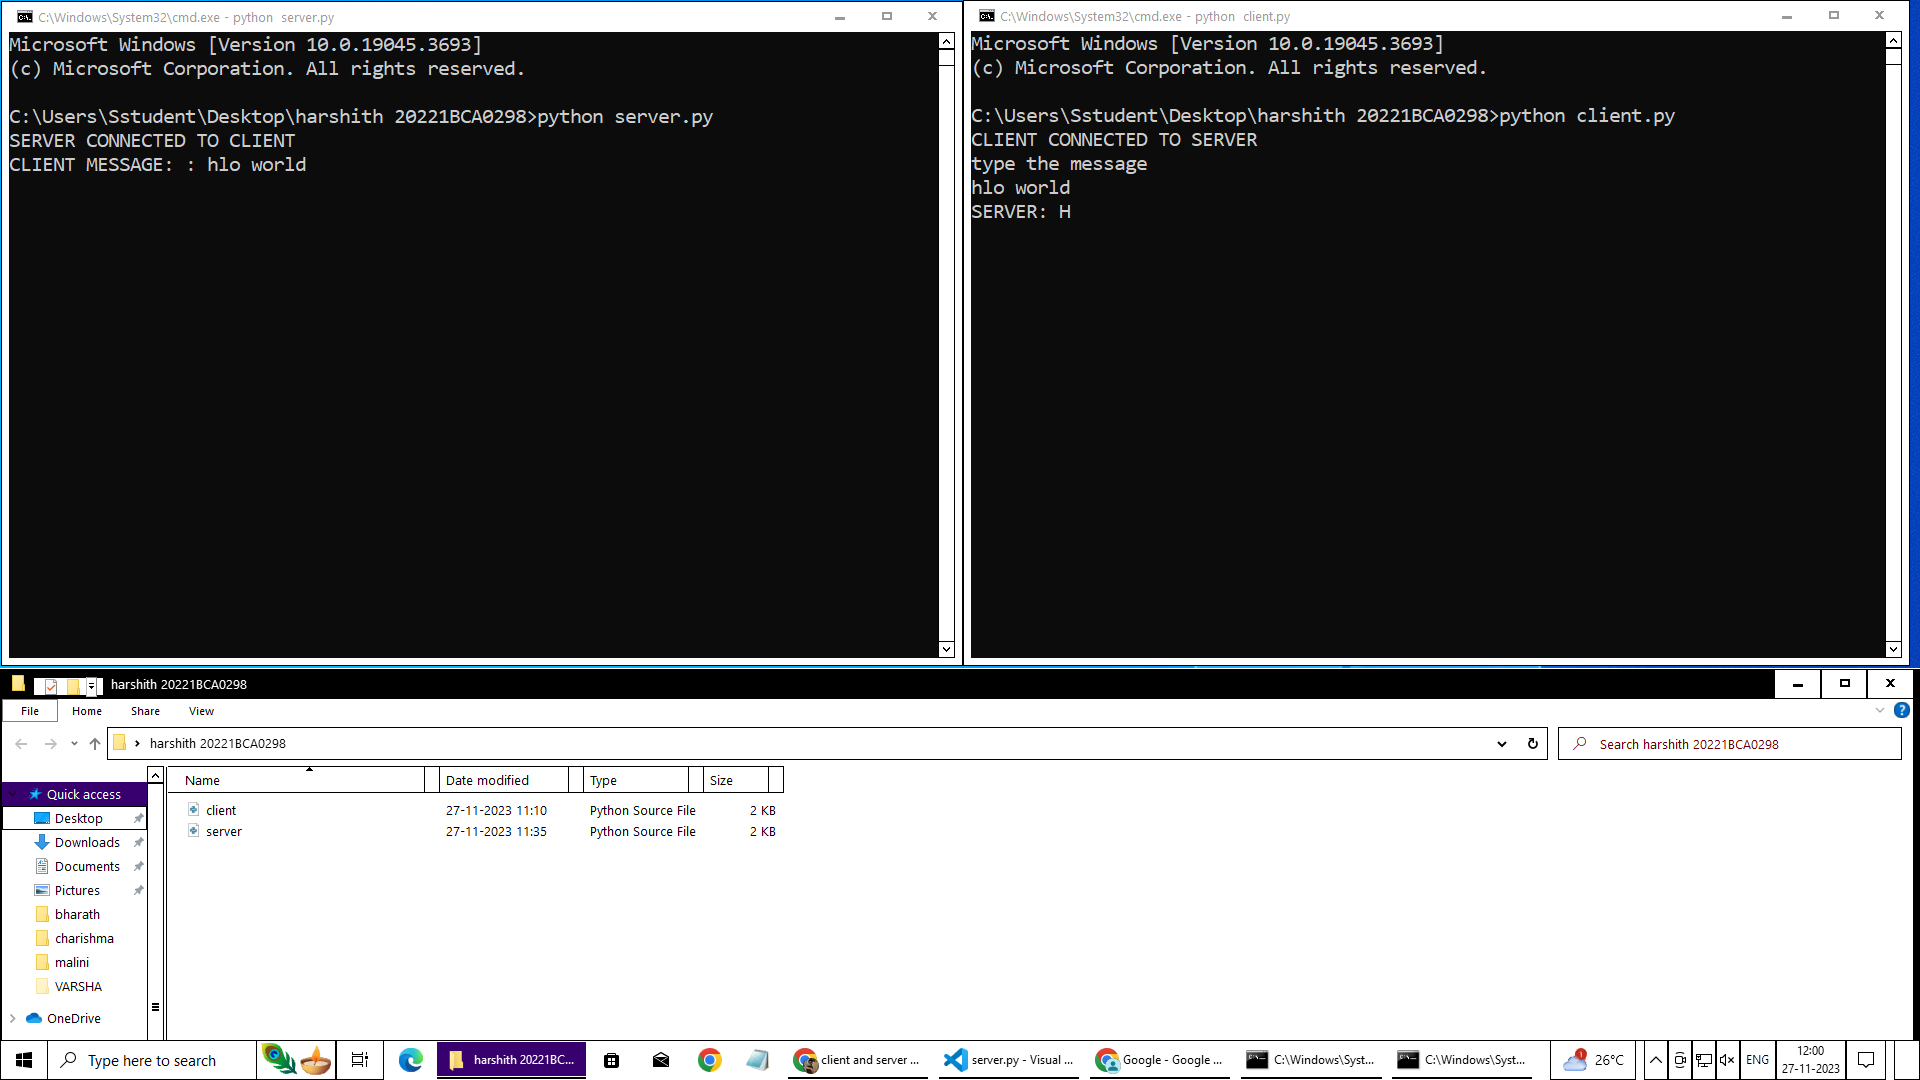 C:\Windows\System32\cmd.exe - python  server.py
Microsoft Windows [Version 10.0.19045.3693]
(c) Microsoft Corporation. All rights reserved.
C:\Users\Sstudent\Desktop\harshith 20221BCA0298>python server.py
SERVER CONNECTED TO CLIENT
CLIENT MESSAGE: : hlo world
C:\Windows\System32\cmd.exe - python  client.py
Microsoft Windows [Version 10.0.19045.3693]
(c) Microsoft Corporation. All rights reserved.
C:\Users\Sstudent\Desktop\harshith 20221BCA0298>python client.py
CLIENT CONNECTED TO SERVER
type the message
hlo world
SERVER: H
harshith 20221BCA0298
File Home Share View
harshith 20221BCA0298
Search harshith 20221BCA0298
Name Date modified Type Size
client 27-11-2023 11:10 Python Source File 2 KB
server 27-11-2023 11:35 Python Source File 2 KB
Quick access
Desktop
Downloads
Documents
Pictures
bharath
charishma
malini
VARSHA
OneDrive
Type here to search
harshith 20221BC...
client and server ...
server.py - Visual ...
Google - Google ...
C:\Windows\Syst...
C:\Windows\Syst...
1
26°C
ENG
12:00
27-11-2023